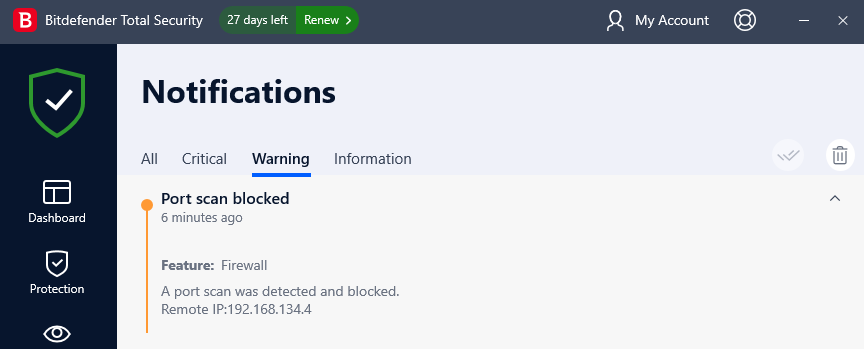 B Bitdefender Total Security 27 days left Renew My Account
Notifications
All Critical Warning Information
Port scan blocked
6 minutes ago
Dashboard
Feature: Firewall
Protection
A port scan was detected and blocked.
Remote IP:192.168.134.4